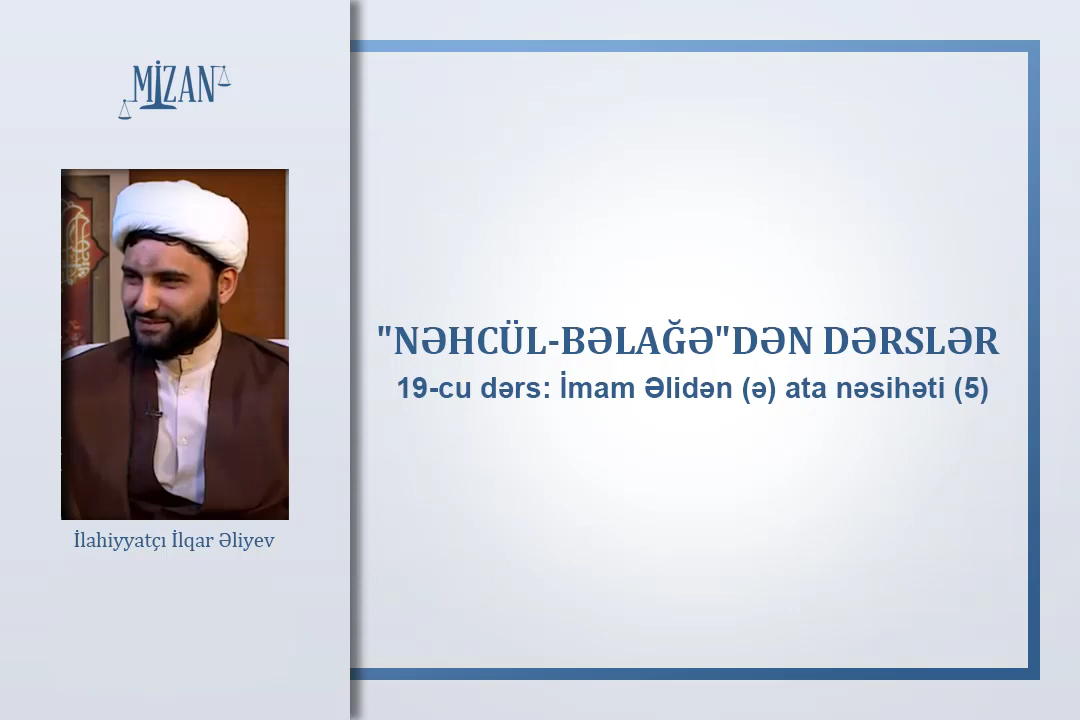 MİZAN
İlahiyyatçı İlqar Əliyev
"NƏHCÜL-BƏLAĞƏ"DƏN DƏRSLƏR
19-cu dərs: İmam Əlidən (ə) ata nəsihəti (5)